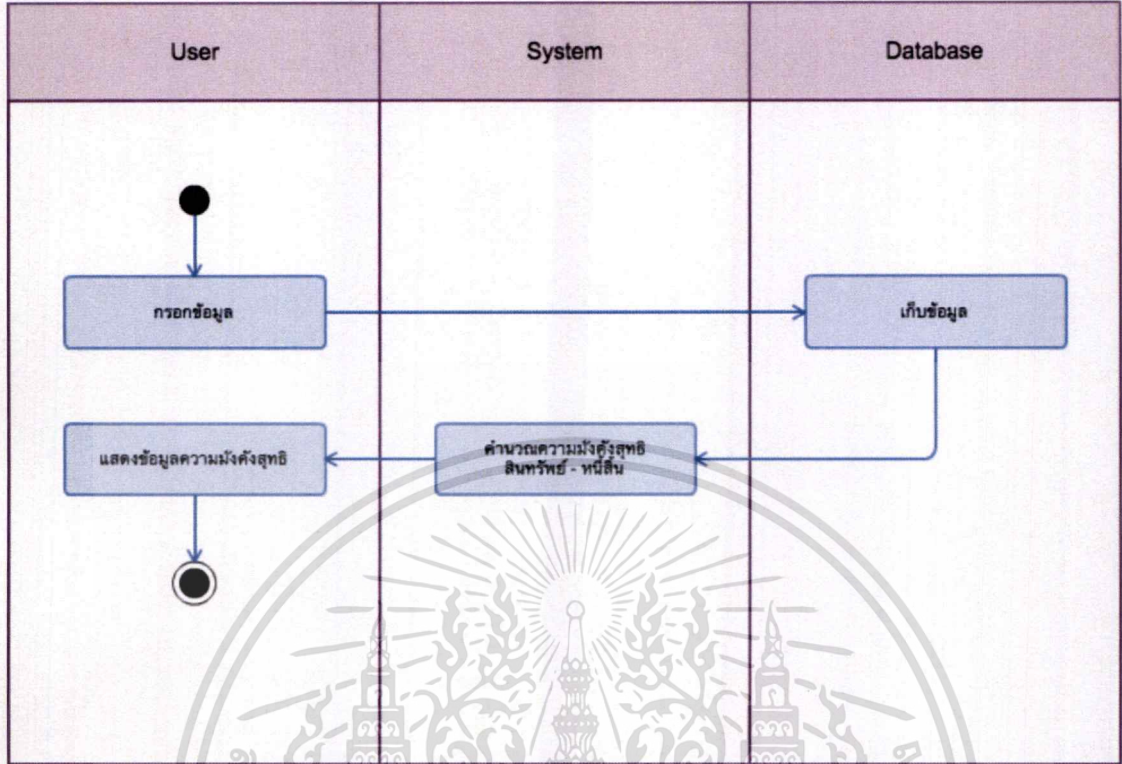 User
System
Database
กรอกข้อมูล
เก็บข้อมูล
แสดงข้อมูลความมั่งคั่งสุทธิ
คำนวณความมั่งคั่งสุทธิ
สินทรัพย์ - หนี้สิน